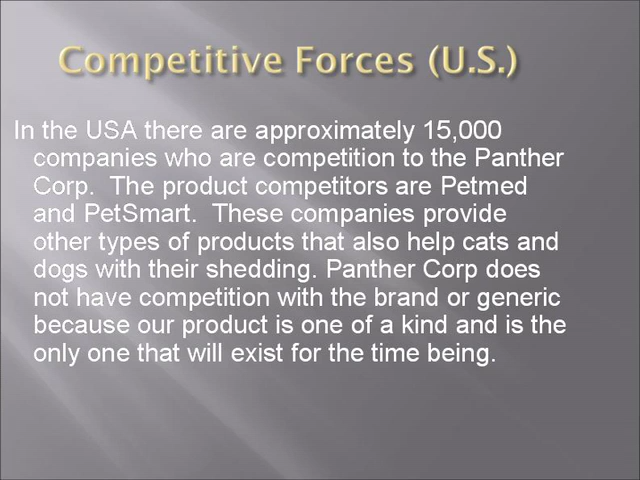 Competitive Forces (U.S.)
In the USA there are approximately 15,000
companies who are competition to the Panther
Corp.  The product competitors are Petmed
and PetSmart.  These companies provide
other types of products that also help cats and
dogs with their shedding. Panther Corp does
not have competition with the brand or generic
because our product is one of a kind and is the
only one that will exist for the time being.